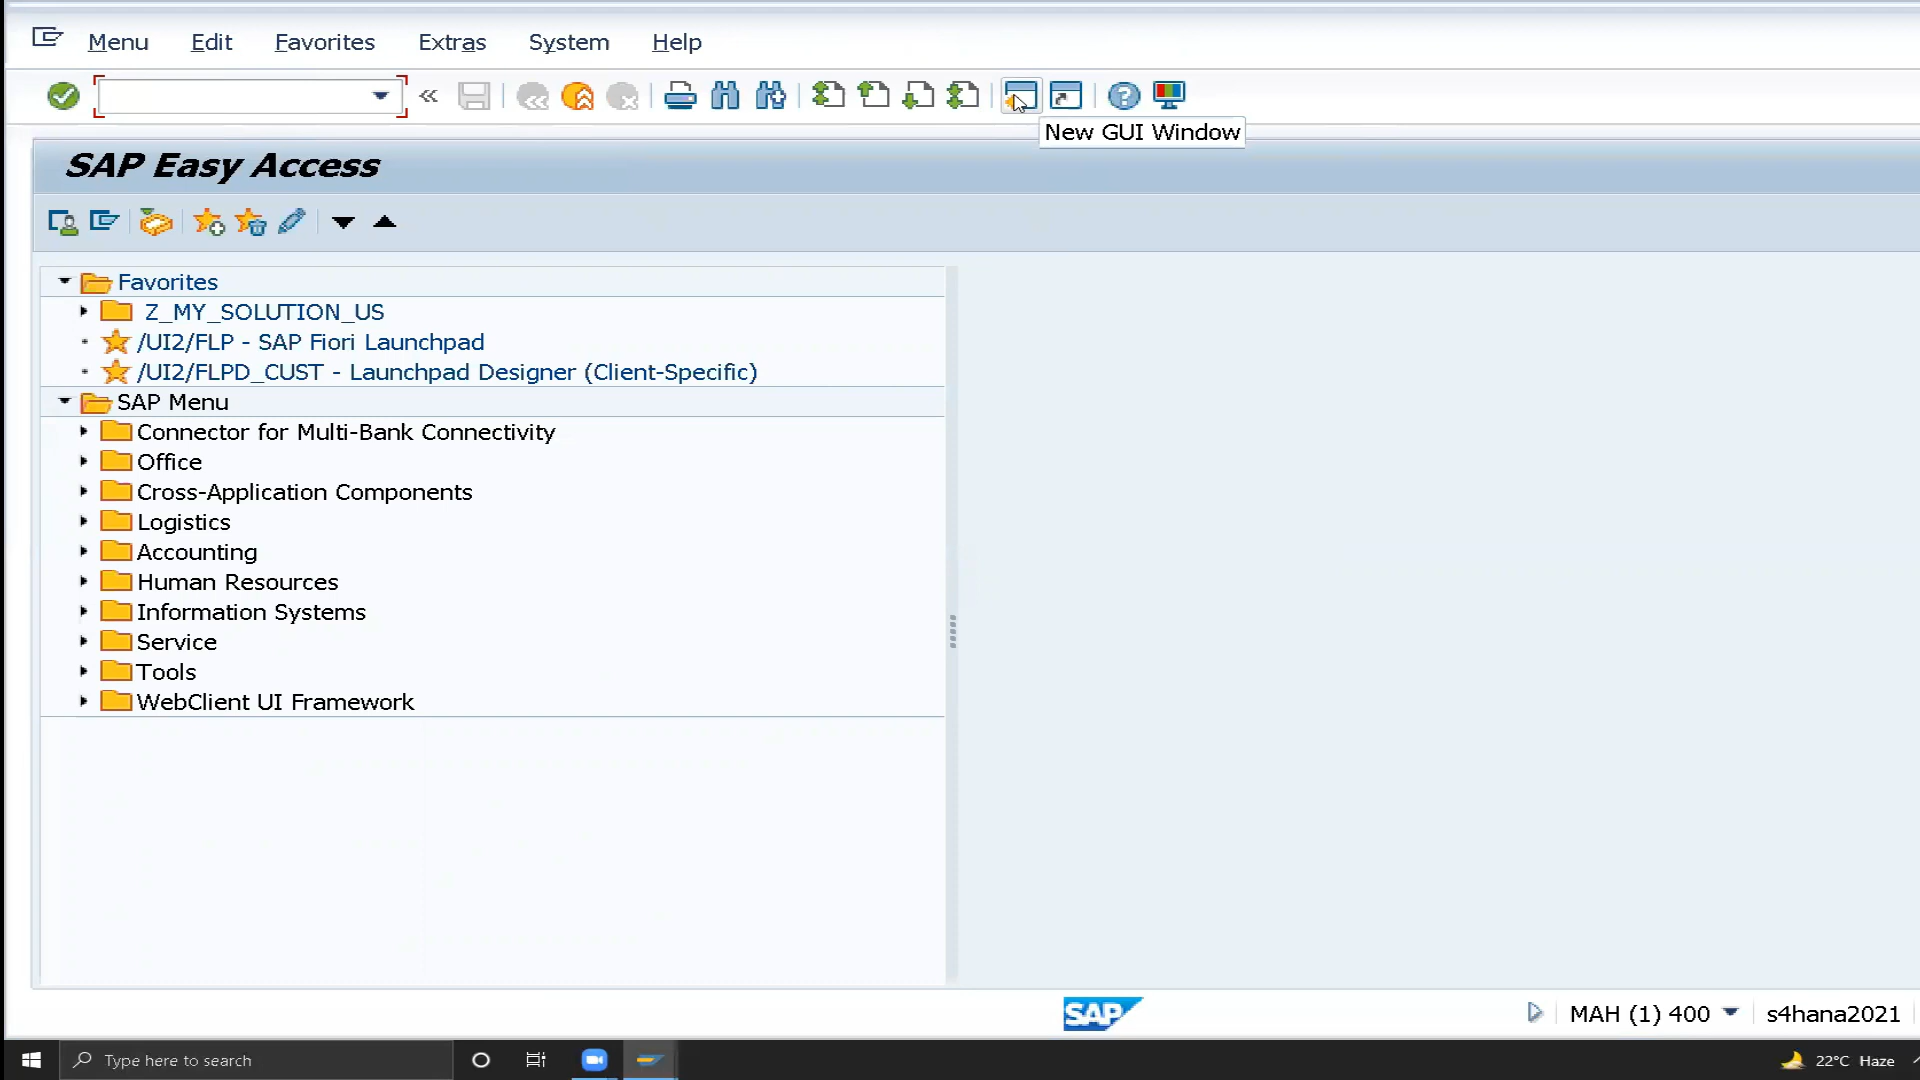 Menu Edit Favorites Extras System Help
New GUI Window
SAP Easy Access
Favorites
Z_MY_SOLUTION_US
/UI2/FLP - SAP Fiori Launchpad
/UI2/FLPD_CUST - Launchpad Designer (Client-Specific)
SAP Menu
Connector for Multi-Bank Connectivity
Office
Cross-Application Components
Logistics
Accounting
Human Resources
Information Systems
Service
Tools
WebClient UI Framework
SAP MAH (1) 400 s4hana2021
Type here to search 22°C Haze